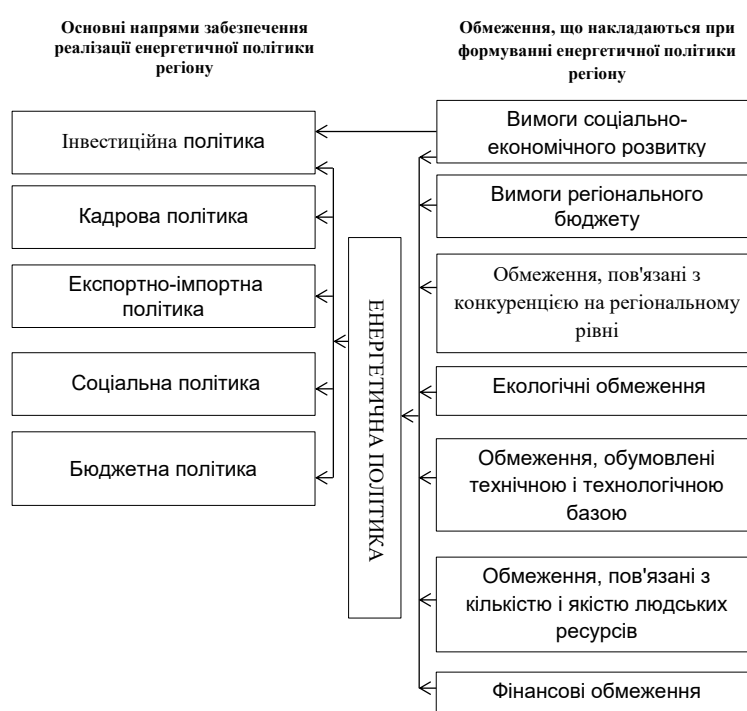 Основні напрями забезпечення
реалізації енергетичної політики
регіону
Інвестиційна політика
Кадрова політика
Експортно-імпортна
політика
Соціальна політика
Бюджетна політика
ЕНЕРГЕТИЧНА ПОЛІТИКА
Обмеження, що накладаються при
формуванні енергетичної політики
регіону
Вимоги соціально-
економічного розвитку
Вимоги регіонального
бюджету
Обмеження, пов'язані з
конкуренцією на регіональному
рівні
Екологічні обмеження
Обмеження, обумовлені
технічною і технологічною
базою
Обмеження, пов'язані з
кількістю і якістю людських
ресурсів
Фінансові обмеження